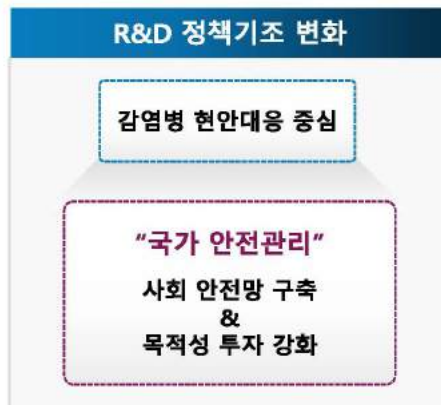 R&D 정책기조 변화
감염병 현안대응 중심
“국가 안전관리”
사회 안전망 구축
&
목적성 투자 강화